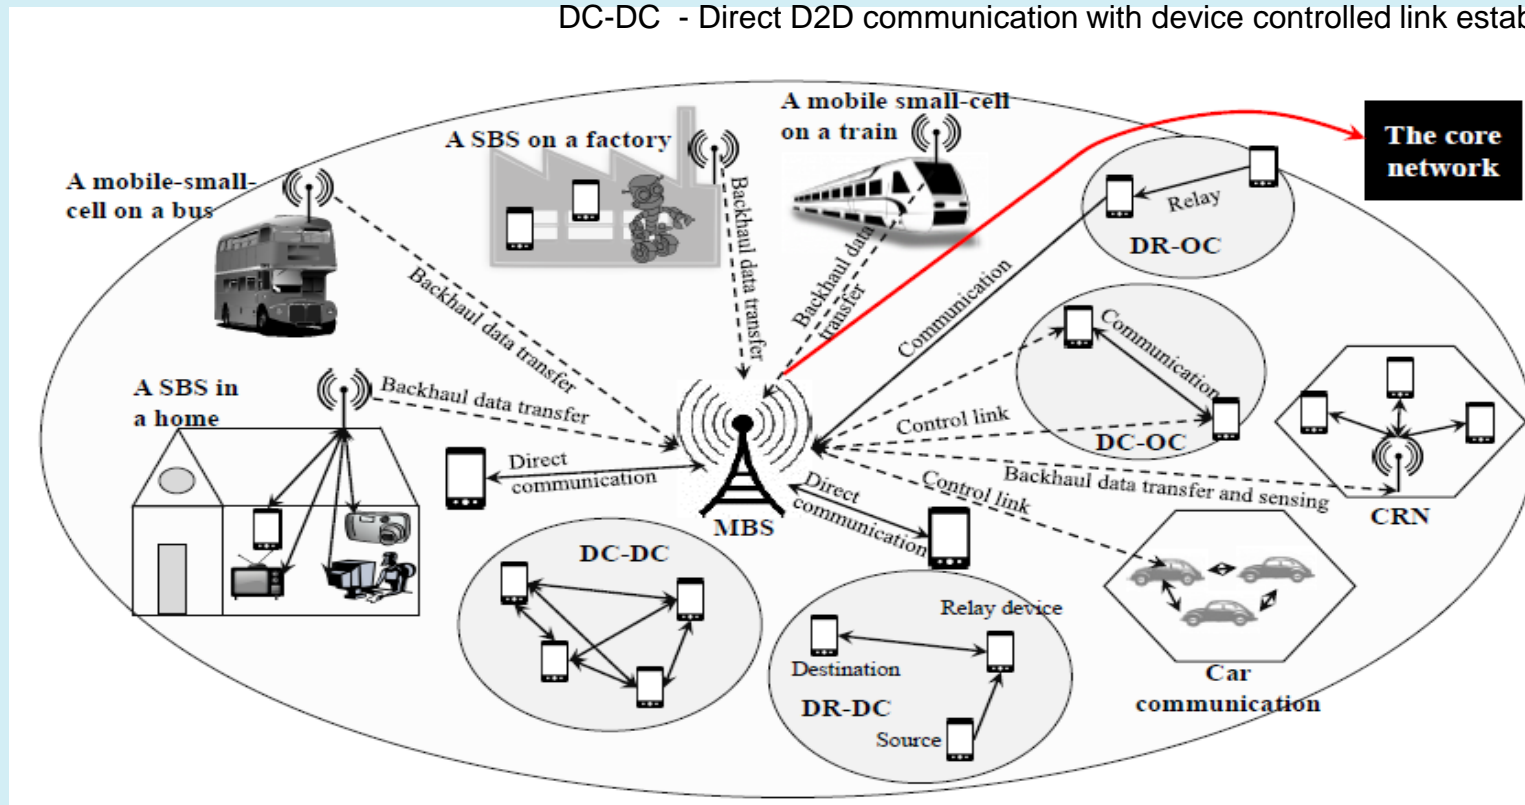 DC-DC - Direct D2D communication with device controlled link estab
A mobile small-cell
on a train
A SBS on a factory
The core
network
A mobile-small-
cell on a bus
Relay
DR-OC
Backhaul data transfer
Backhaul data transfer
Backhaul data
transfer
Communication
Communication
A SBS in
a home
Backhaul data transfer
Control link
DC-OC
Direct
communication
Backhaul data transfer and sensing
Control link
CRN
MBS
Direct
communication
DC-DC
Relay device
Destination
DR-DC
Source
Car
communication